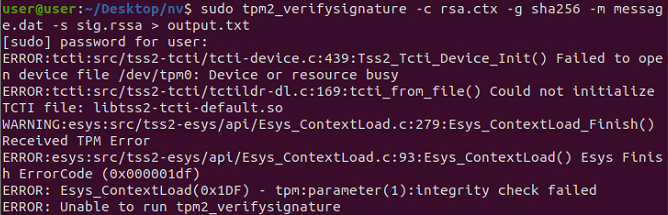 user@user:~/Desktop/nv$ sudo tpm2_verifysignature -c rsa.ctx -g sha256 -m messag
e.dat -s sig.rssa > output.txt
[sudo] password for user:
ERROR:tcti:src/tss2-tcti/tcti-device.c:439:Tss2_Tcti_Device_Init() Failed to ope
n device file /dev/tpm0: Device or resource busy
ERROR:tcti:src/tss2-tcti/tctildr-dl.c:169:tcti_from_file() Could not initialize
TCTI file: libtss2-tcti-default.so
WARNING:esys:src/tss2-esys/api/Esys_ContextLoad.c:279:Esys_ContextLoad_Finish()
Received TPM Error
ERROR:esys:src/tss2-esys/api/Esys_ContextLoad.c:93:Esys_ContextLoad() Esys Finis
h ErrorCode (0x000001df)
ERROR: Esys_ContextLoad(0x1DF) - tpm:parameter(1):integrity check failed
ERROR: Unable to run tpm2_verifysignature